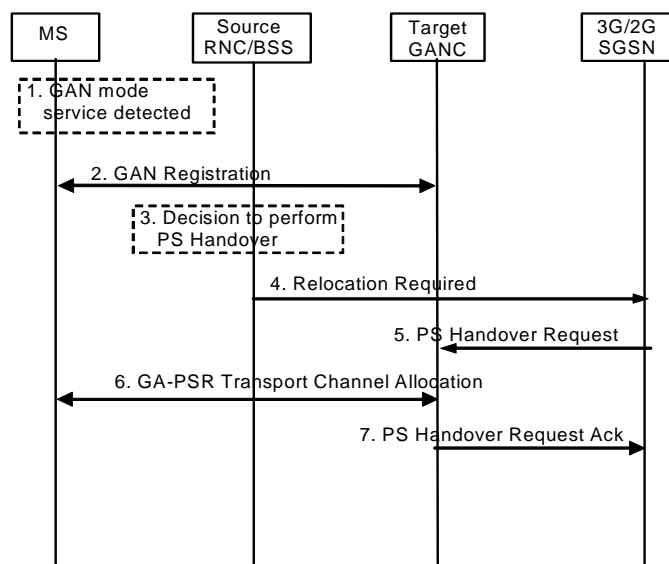 MS
Source
RNC/BSS
Target
GANC
3G/2G
SGSN
1. GAN mode
service detected
2. GAN Registration
3. Decision to perform
PS Handover
4. Relocation Required
5. PS Handover Request
6. GA-PSR Transport Channel Allocation
7. PS Handover Request Ack